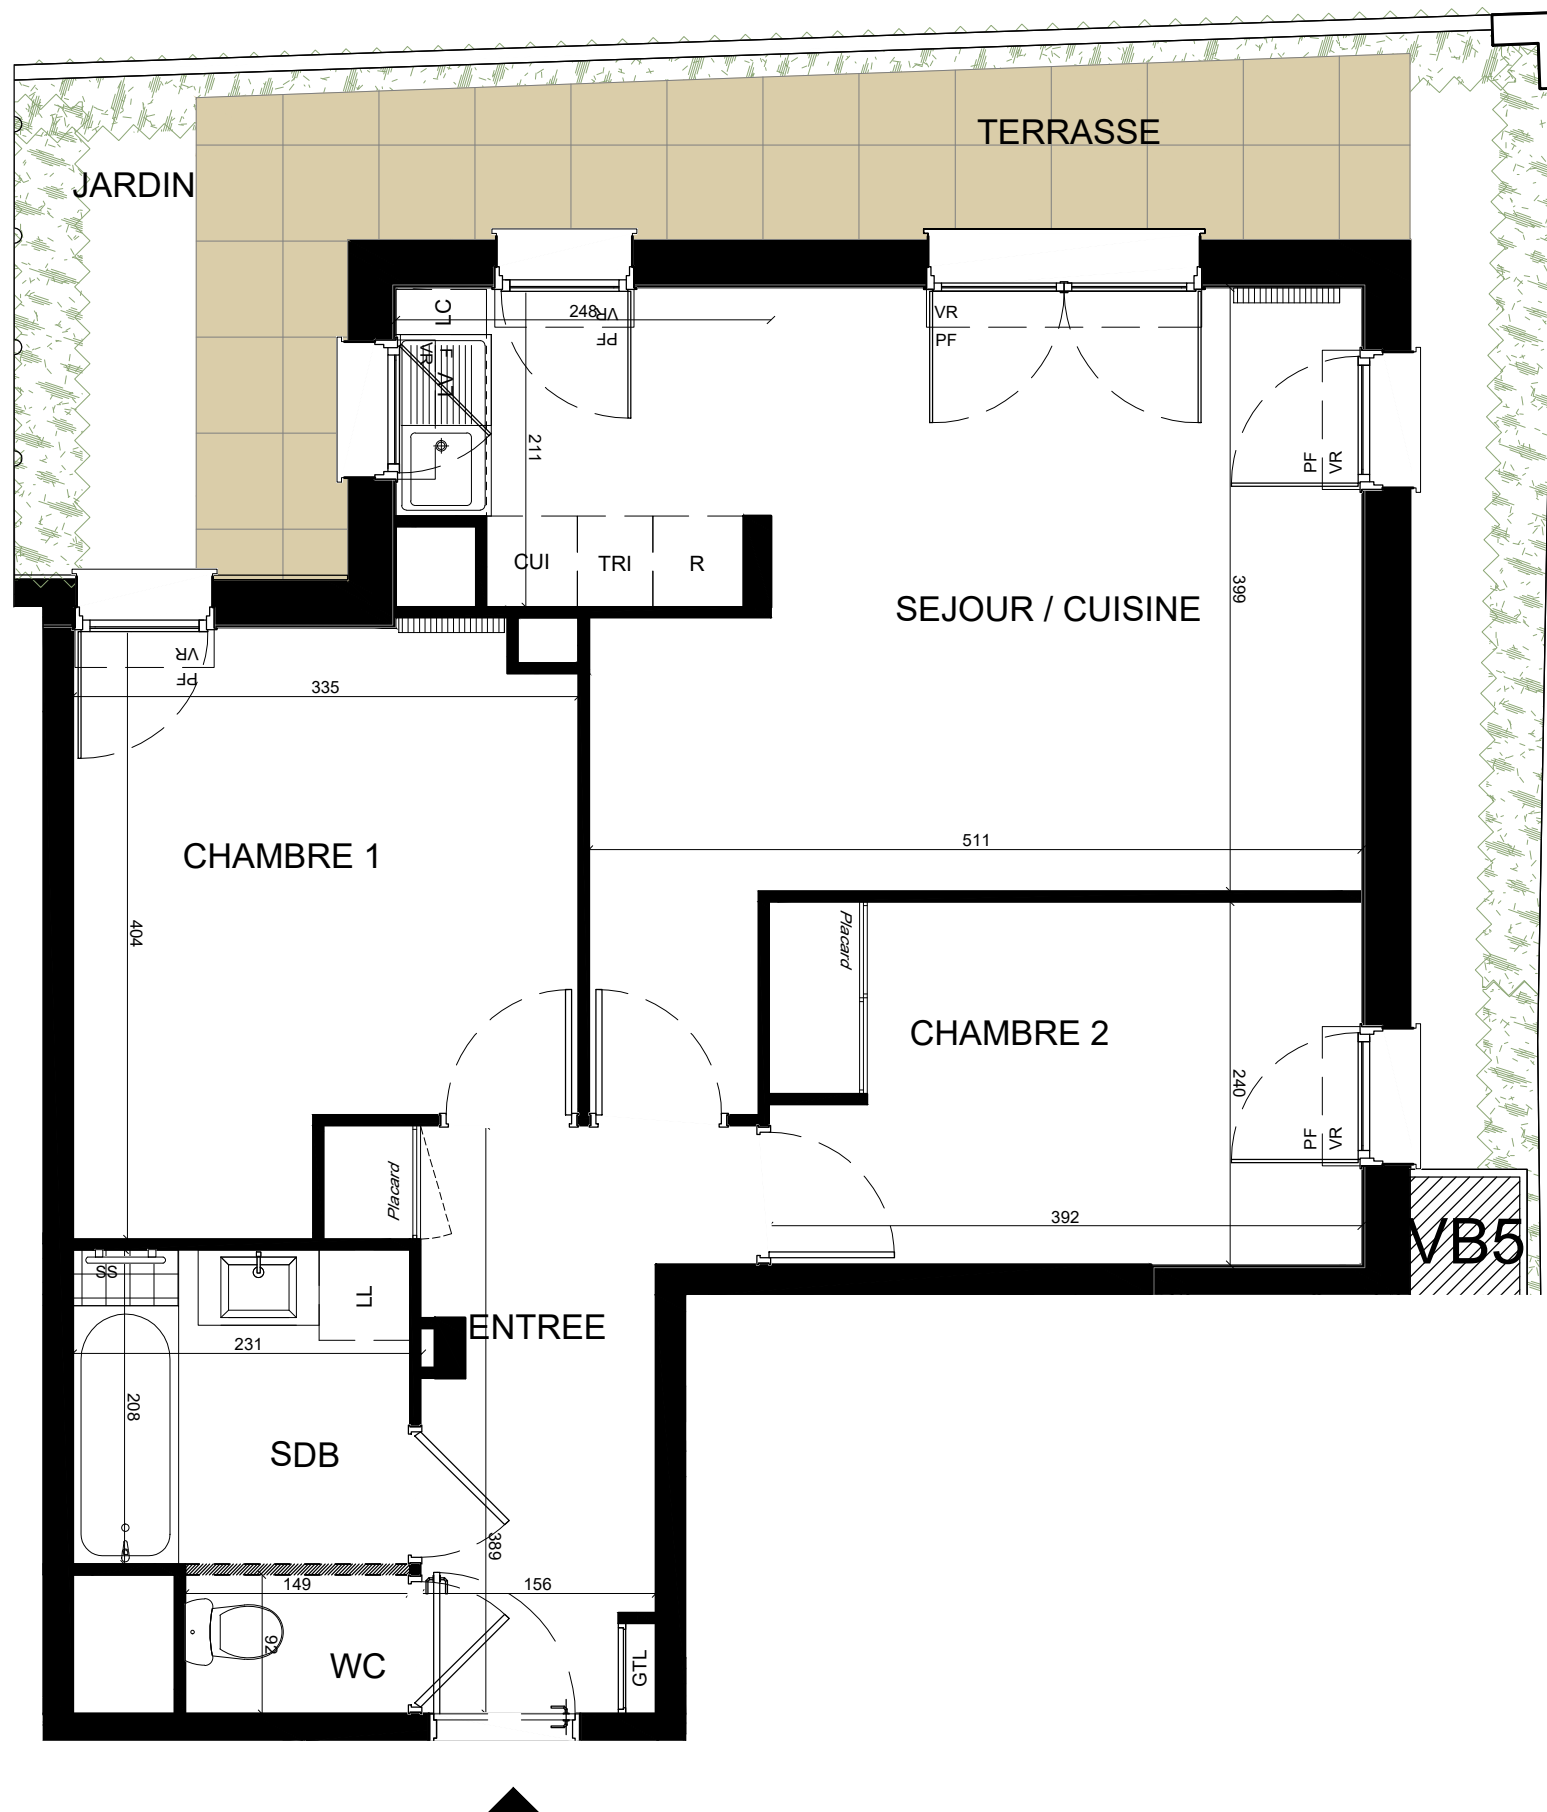 TERRASSE
JARDIN
LC
248
VR
PF
VR
PF
F
VR
LV
211
PF
VR
CUI
TRI
R
399
SEJOUR / CUISINE
VR
PF
335
511
CHAMBRE 1
404
Placard
CHAMBRE 2
240
PF
VR
Placard
392
VB5
SS
LL
ENTREE
231
208
SDB
389
149
156
92
WC
GTL